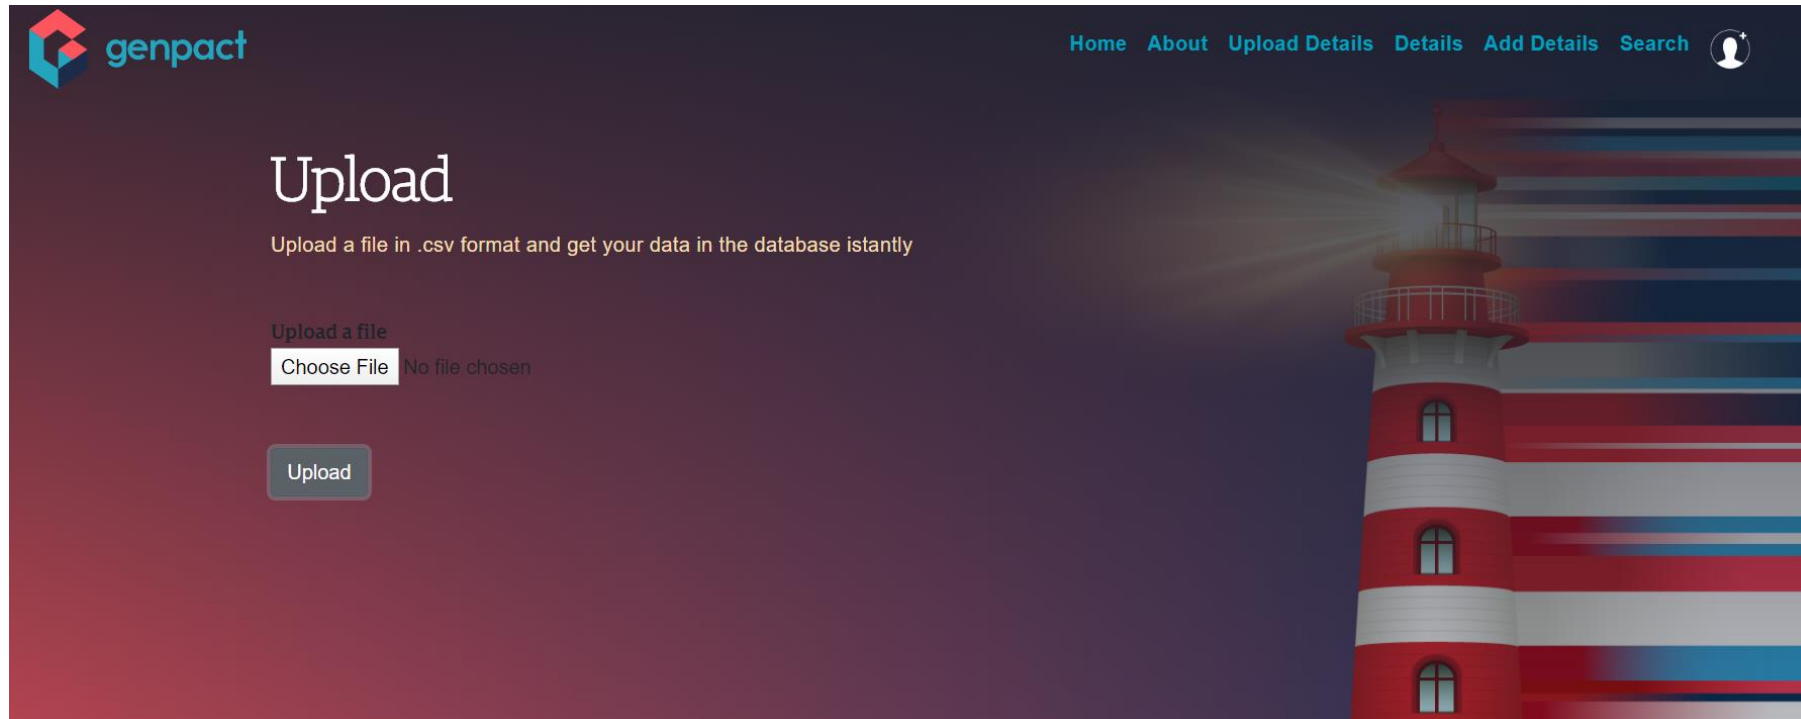 genpact
Home About Upload Details Details Add Details Search
Upload
Upload a file in .csv format and get your data in the database istantly
Upload a file
Choose File No file chosen
Upload